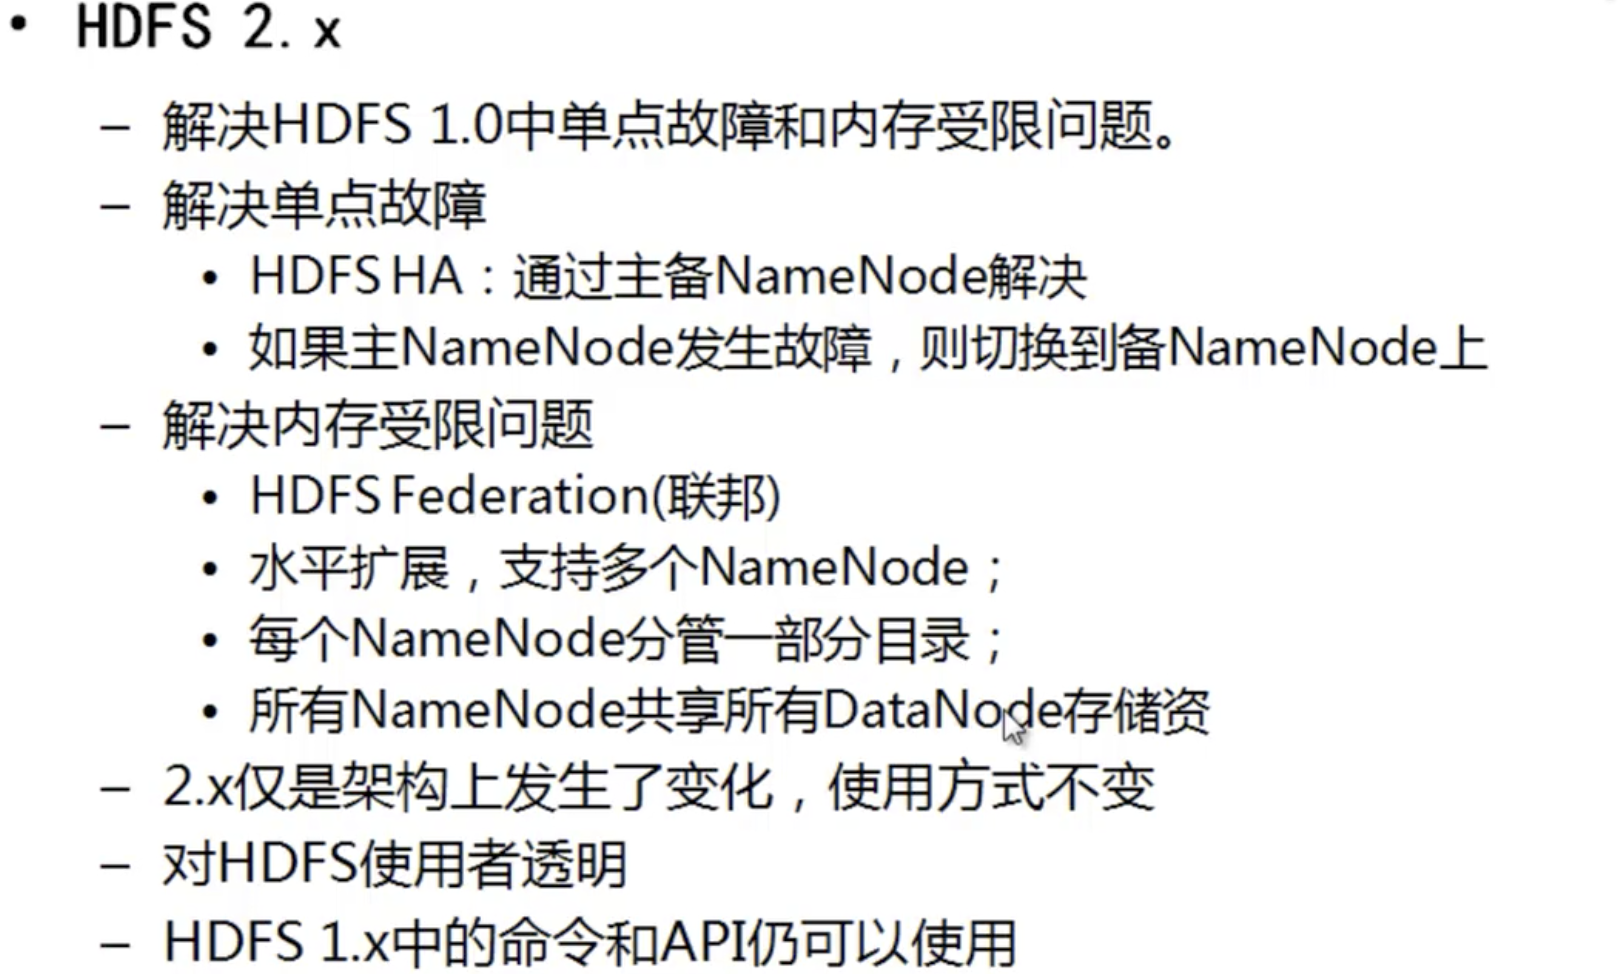 • HDFS 2.x
– 解决HDFS 1.0中单点故障和内存受限问题。
– 解决单点故障
• HDFS HA：通过主备NameNode解决
• 如果主NameNode发生故障，则切换到备NameNode上
– 解决内存受限问题
• HDFS Federation(联邦)
• 水平扩展，支持多个NameNode；
• 每个NameNode分管一部分目录；
• 所有NameNode共享所有DataNode存储资
– 2.x仅是架构上发生了变化，使用方式不变
– 对HDFS使用者透明
– HDFS 1.x中的命令和API仍可以使用